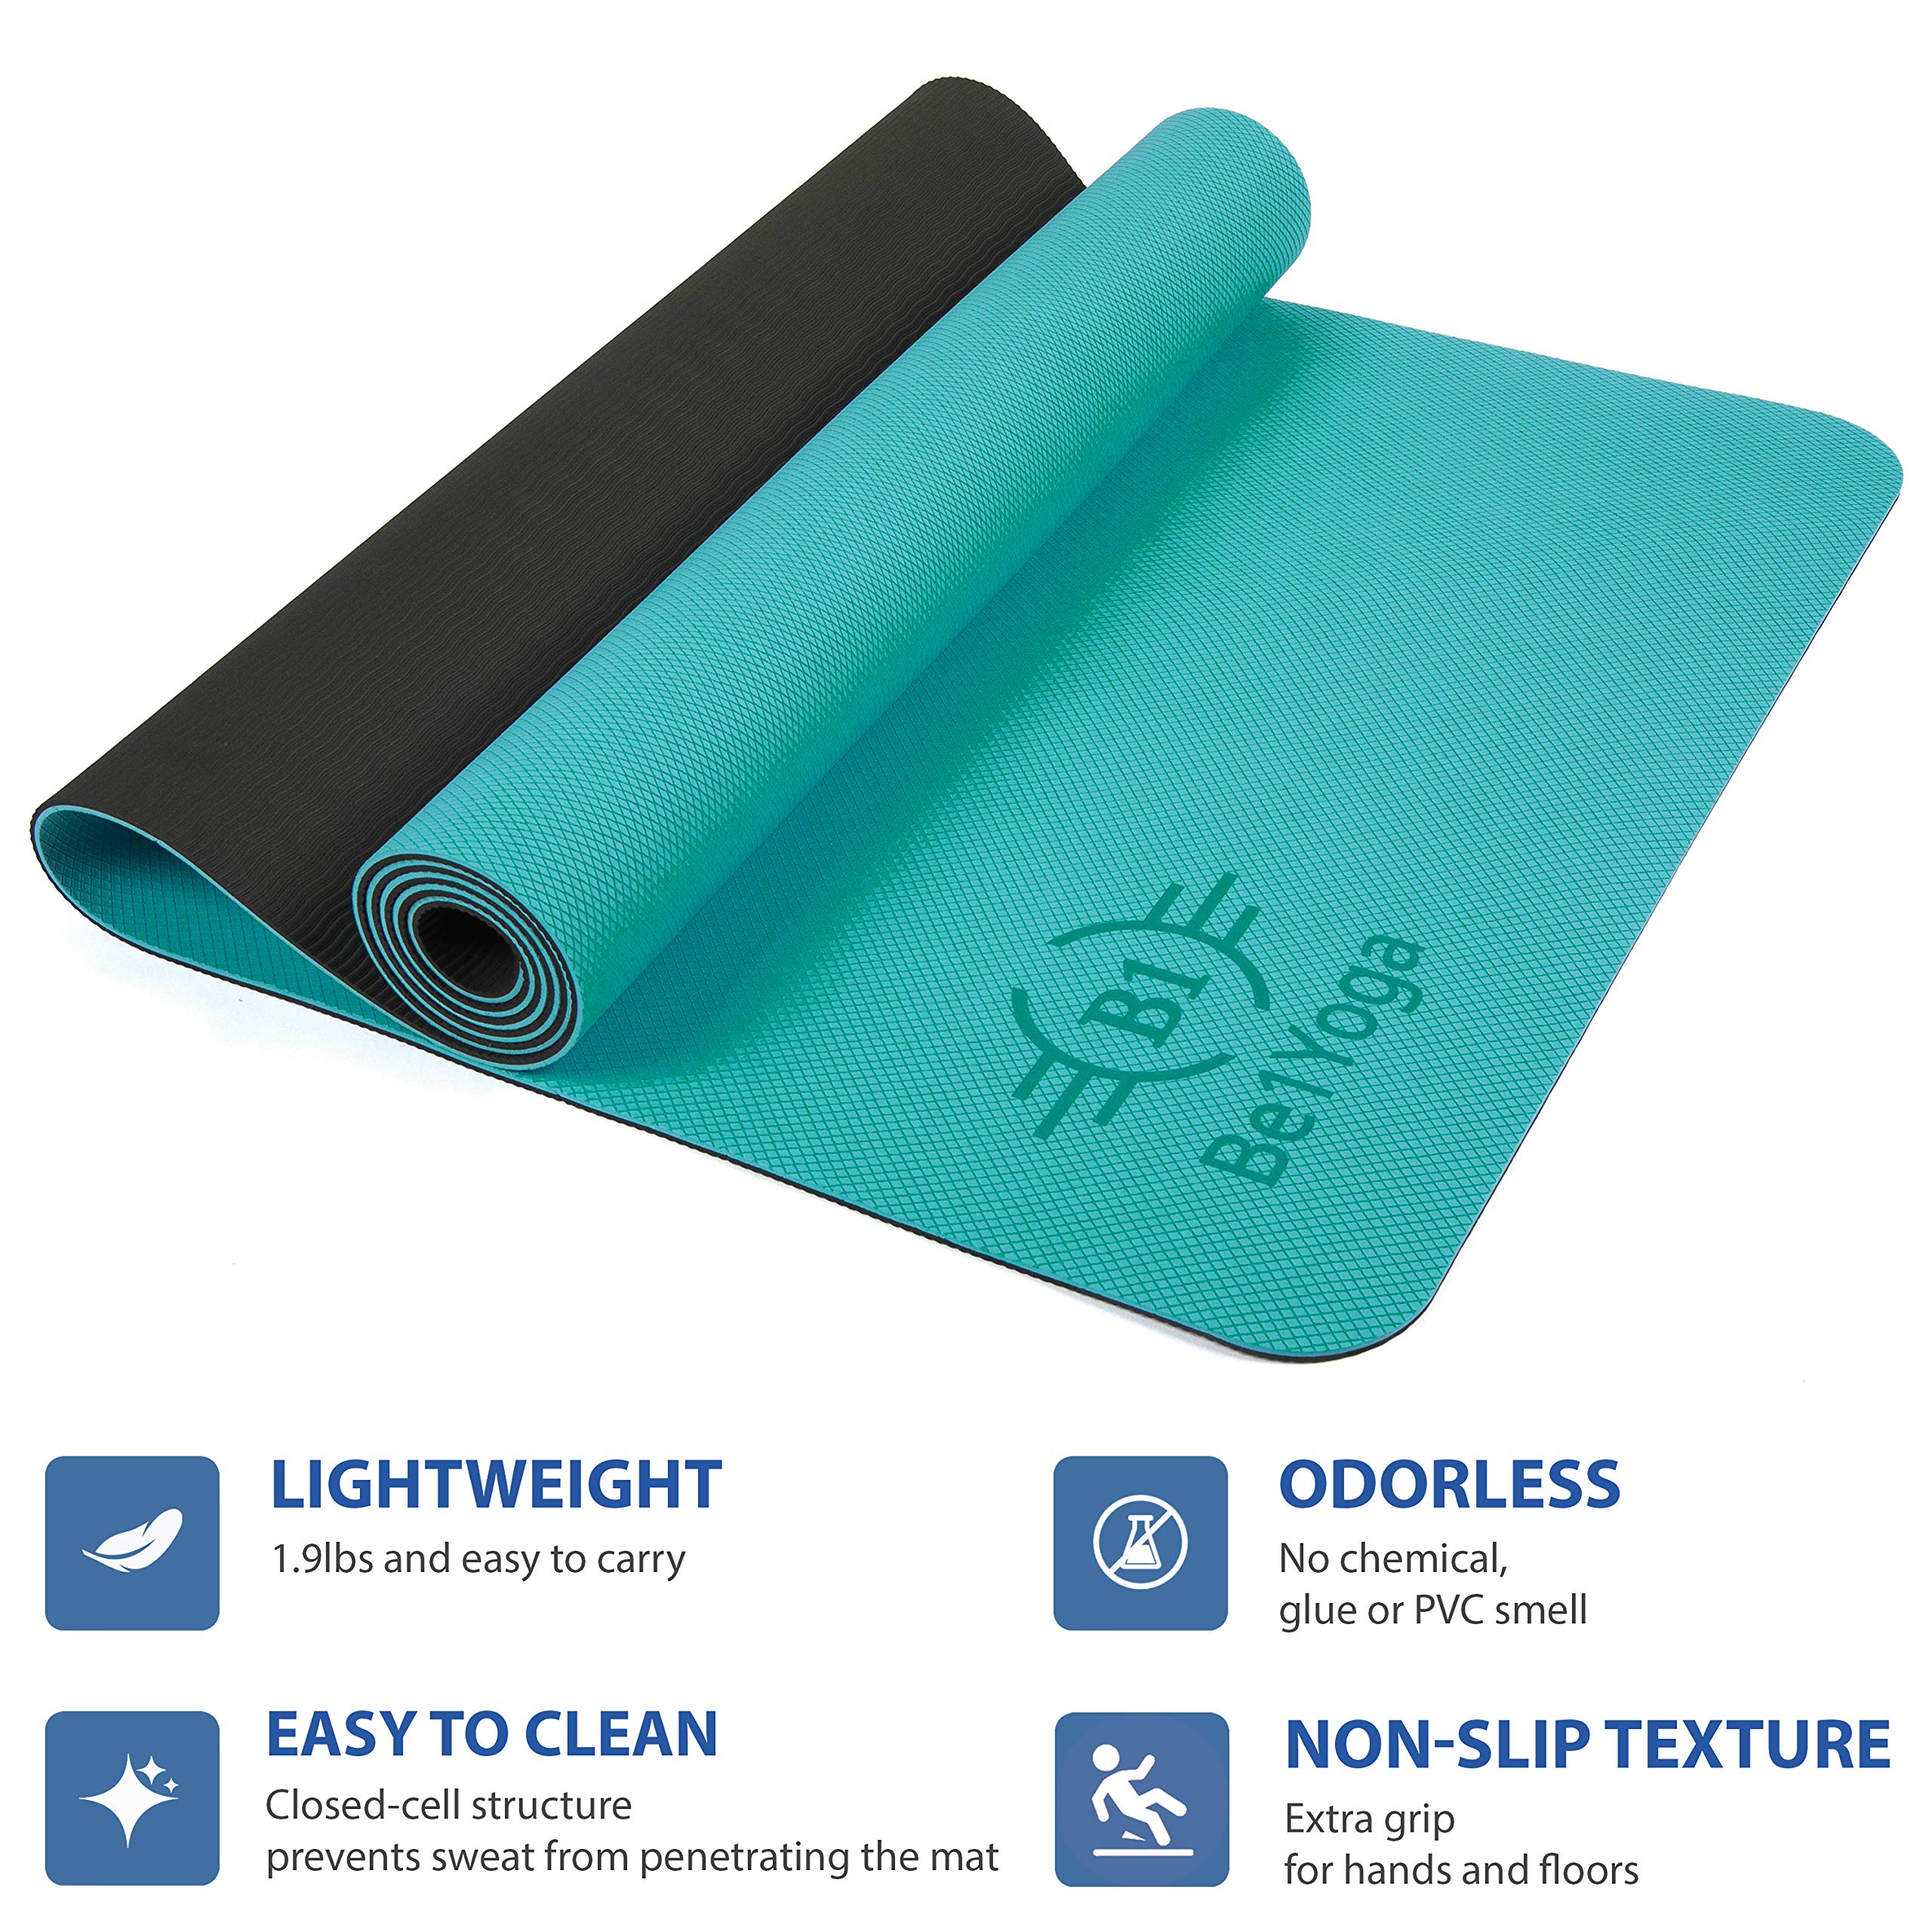 B1
Be1Yoga
LIGHTWEIGHT
1.9lbs and easy to carry
ODORLESS
No chemical,
glue or PVC smell
EASY TO CLEAN
Closed-cell structure
prevents sweat from penetrating the mat
NON-SLIP TEXTURE
Extra grip
for hands and floors